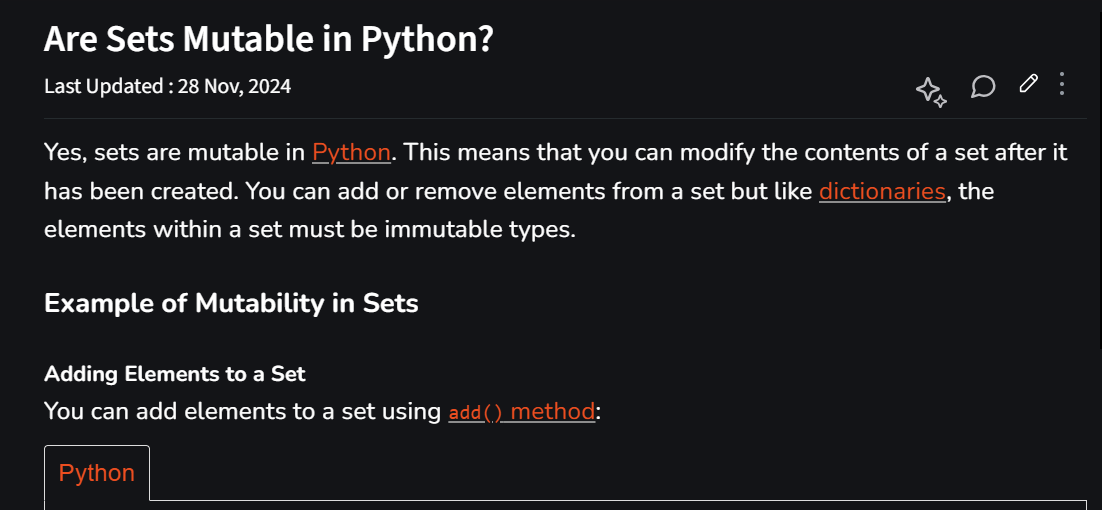 Are Sets Mutable in Python?
Last Updated : 28 Nov, 2024
Yes, sets are mutable in Python. This means that you can modify the contents of a set after it
has been created. You can add or remove elements from a set but like dictionaries, the
elements within a set must be immutable types.
Example of Mutability in Sets
Adding Elements to a Set
You can add elements to a set using add() method:
Python